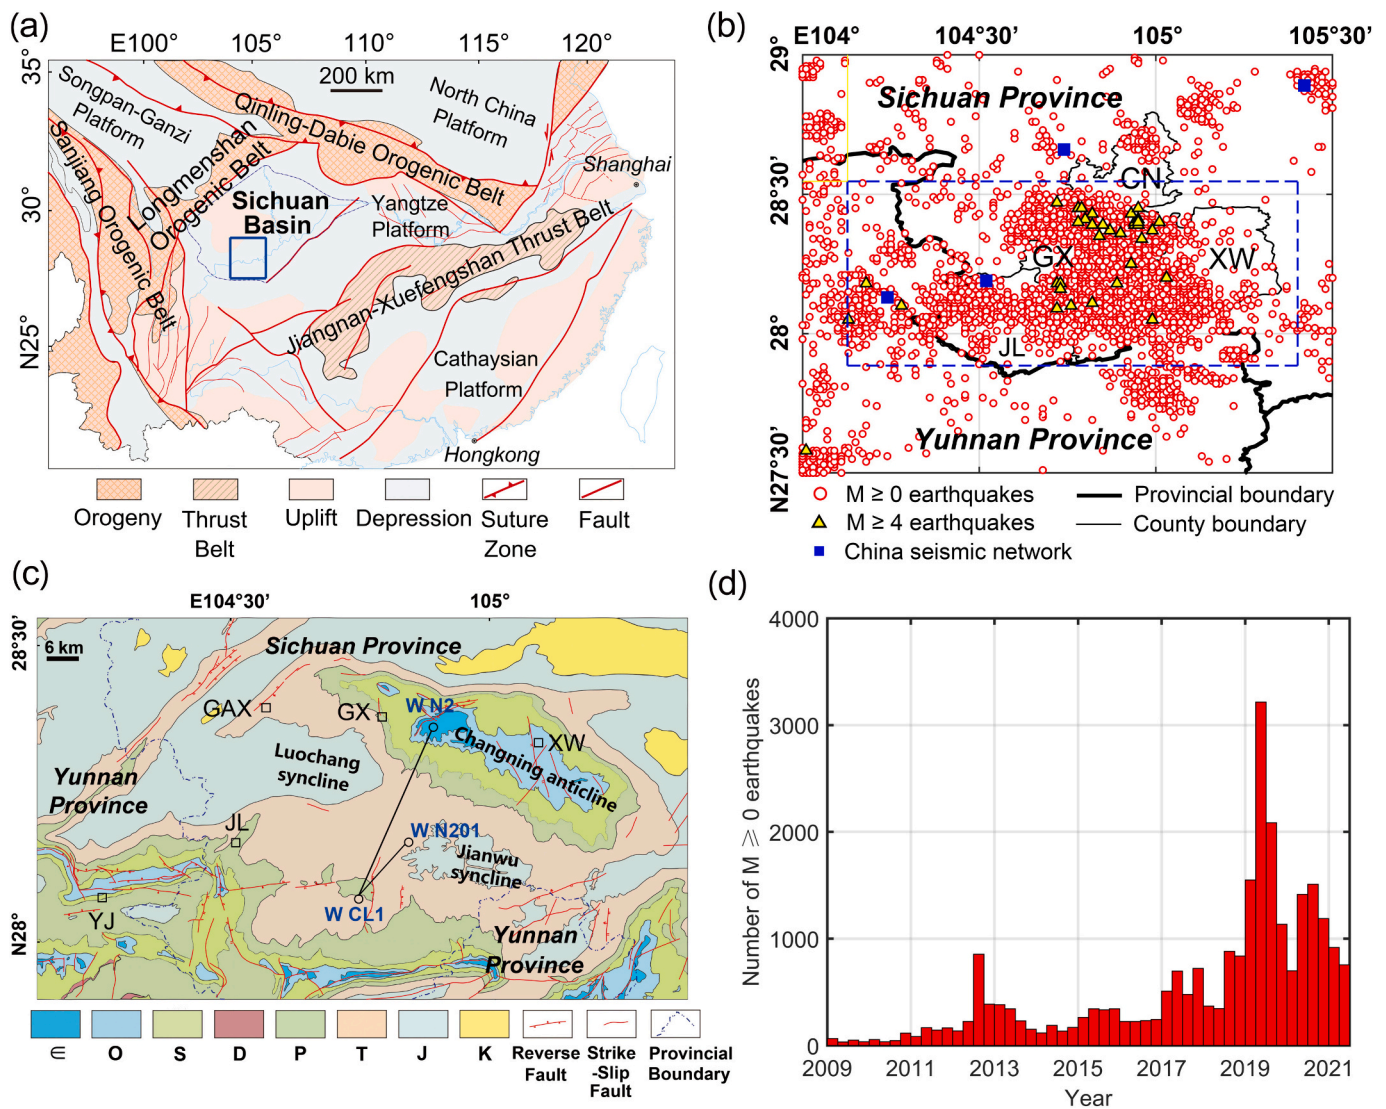 (a)
E100°
105°
110°
115°
120°
35°
30°
N25°
200 km
Songpan-Ganzi
Platform
Qinling-Dabie Orogenic Belt
North China
Platform
Shanghai
Sanjiang Orogenic Belt
Longmenshan
Orogenic Belt
Sichuan
Basin
Yangtze
Platform
Jiangnan-Xuefengshan Thrust Belt
Cathaysian
Platform
Hongkong
Orogeny
Thrust
Belt
Uplift
Depression
Suture
Zone
Fault
(b)
E104°
104°30'
105°
105°30'
29°
28°30'
28°
N27°30'
Sichuan Province
CN
GX
XW
JL
Yunnan Province
M ≥ 0 earthquakes
M ≥ 4 earthquakes
China seismic network
Provincial boundary
County boundary
(c)
E104°30'
105°
28°30'
N28°
6 km
Sichuan Province
GAX
GX
W N2
XW
Changning anticline
Luochang
syncline
Yunnan
Province
JL
W N201
Jianwu
syncline
YJ
W CL1
Yunnan
Province
∈
O
S
D
P
T
J
K
Reverse
Fault
Strike
-Slip
Fault
Provincial
Boundary
(d)
Number of M ⩾ 0 earthquakes
4000
3000
2000
1000
0
2009
2011
2013
2015
2017
2019
2021
Year